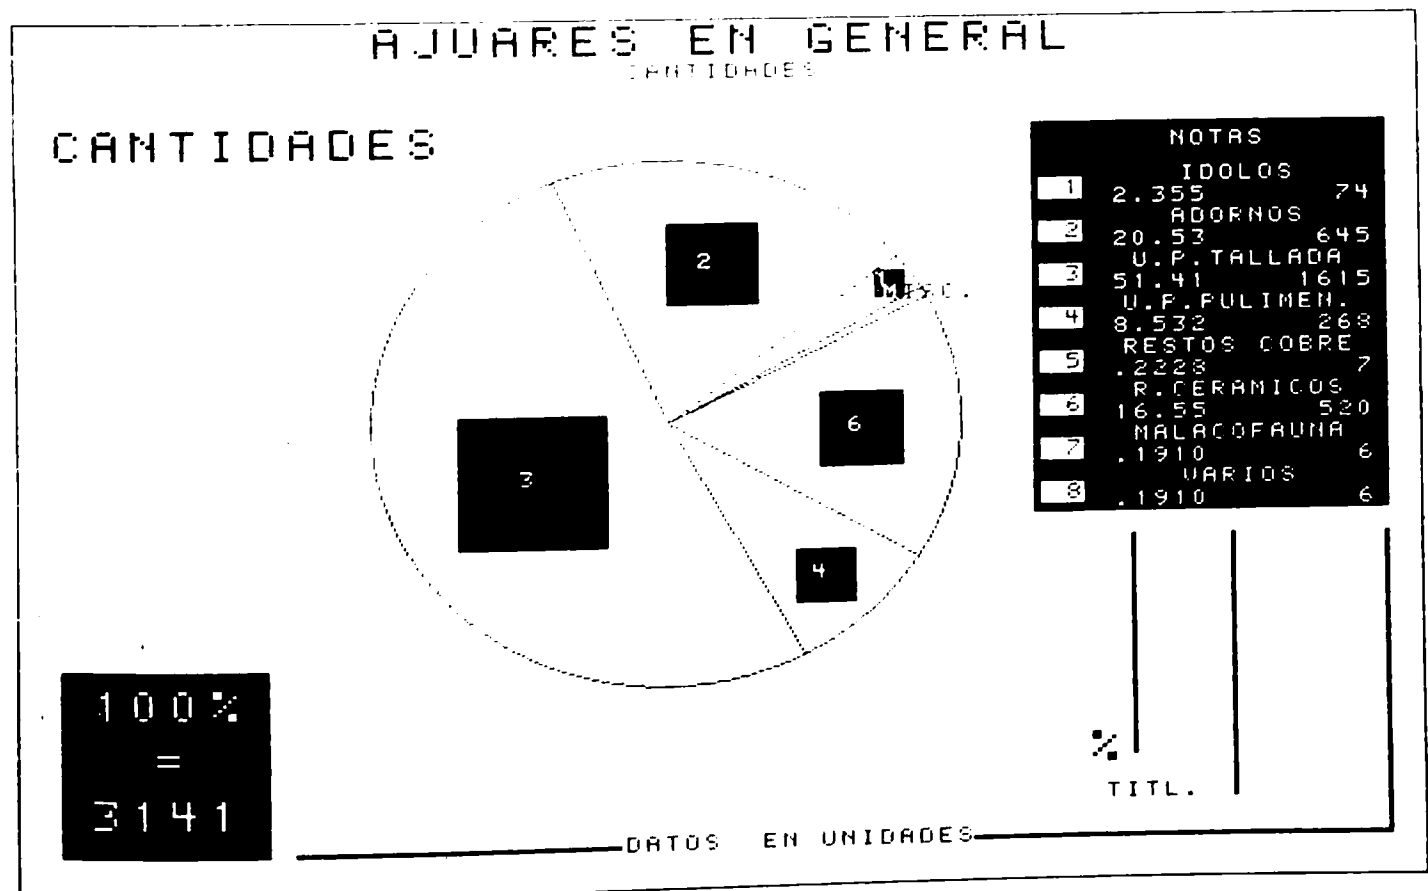 AJUARES EN GENERAL
CANTIDADES
CANTIDADES
NOTAS
IDOLOS
1 2.355 74
ADORNOS
2 20.53 645
U.P.TALLADA
3 51.41 1615
U.P.PULIMEN.
4 8.532 268
RESTOS COBRE
5 .2228 7
R.CERAMICOS
6 16.55 520
MALACOFAUNA
7 .1910 6
VARIOS
8 .1910 6
2
1
6
3
4
100%
=
3141
%
TITL.
DATOS EN UNIDADES